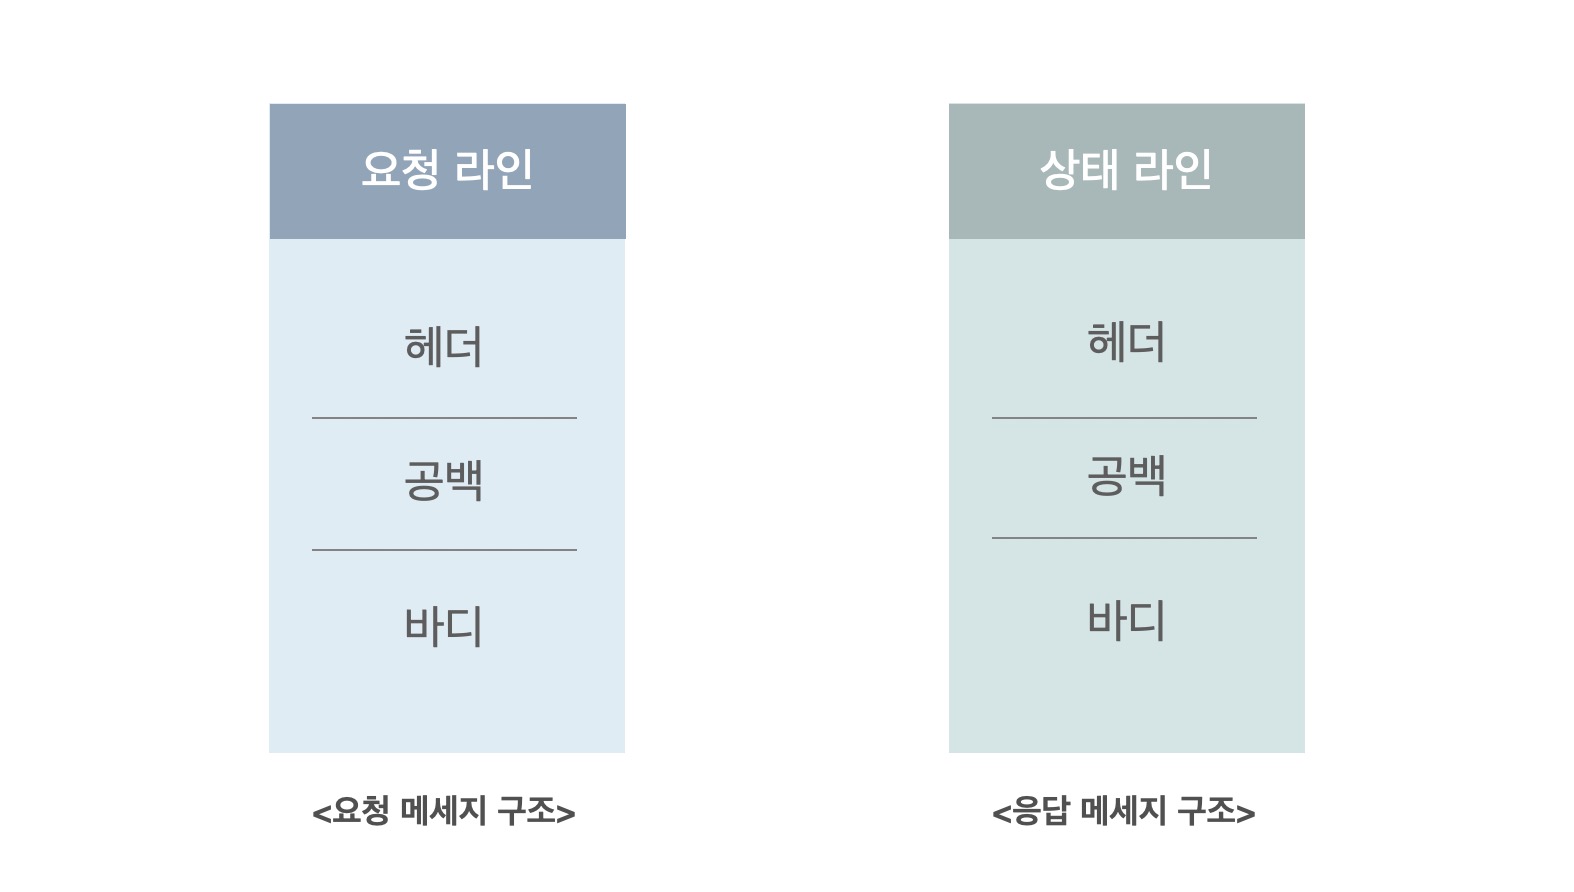 요청 라인
헤더
공백
바디
<요청 메세지 구조>
상태 라인
헤더
공백
바디
<응답 메세지 구조>